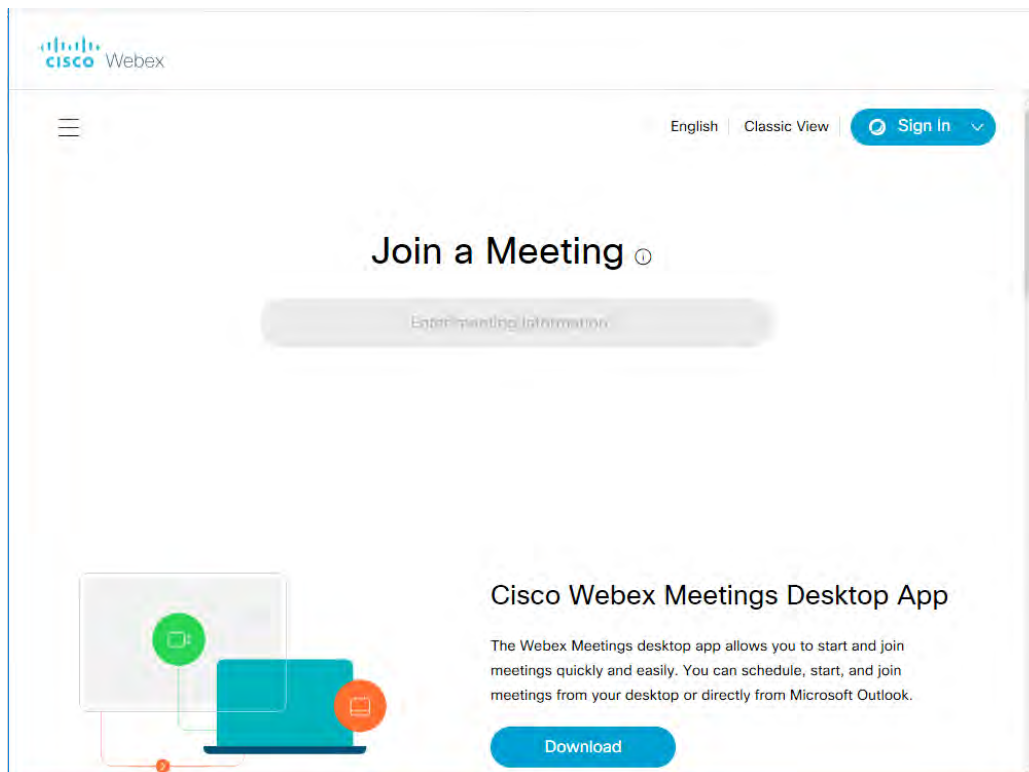 cisco Webex
English
Classic View
Sign In
Join a Meeting
Enter meeting information
Cisco Webex Meetings Desktop App
The Webex Meetings desktop app allows you to start and join
meetings quickly and easily. You can schedule, start, and join
meetings from your desktop or directly from Microsoft Outlook.
Download